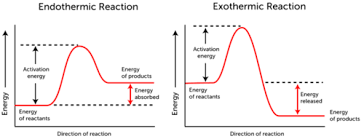 Endothermic Reaction
Energy
Activation
energy
Energy
of products
Energy
absorbed
Energy
of reactants
Direction of reaction
Exothermic Reaction
Energy
Activation
energy
Energy
of reactants
Energy
released
Energy
of products
Direction of reaction